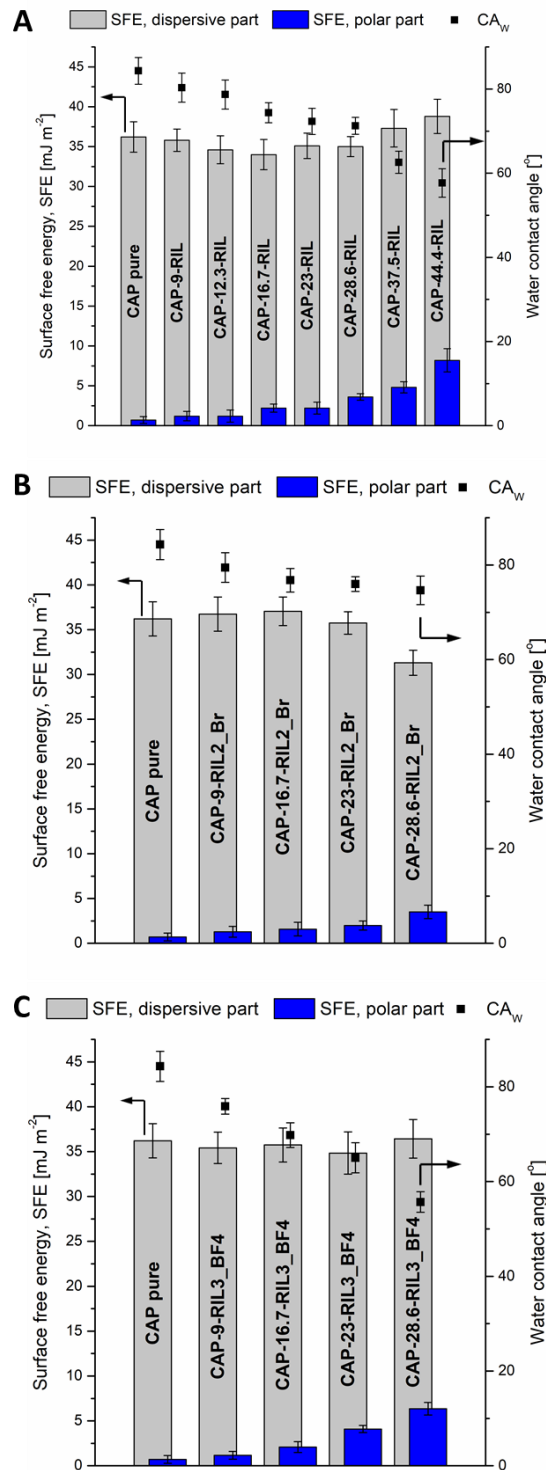 A
SFE, dispersive part SFE, polar part CAw
Surface free energy, SFE [mJ m⁻²]
45
40
35
30
25
20
15
10
5
0
CAP pure
CAP-9-RIL
CAP-12.3-RIL
CAP-16.7-RIL
CAP-23-RIL
CAP-28.6-RIL
CAP-37.5-RIL
CAP-44.4-RIL
80
60
40
20
0
Water contact angle [°]
B
SFE, dispersive part SFE, polar part CAw
Surface free energy, SFE [mJ m⁻²]
45
40
35
30
25
20
15
10
5
0
CAP pure
CAP-9-RIL2_Br
CAP-16.7-RIL2_Br
CAP-23-RIL2_Br
CAP-28.6-RIL2_Br
80
60
40
20
0
Water contact angle [°]
C
SFE, dispersive part SFE, polar part CAw
Surface free energy, SFE [mJ m⁻²]
45
40
35
30
25
20
15
10
5
0
CAP pure
CAP-9-RIL3_BF4
CAP-16.7-RIL3_BF4
CAP-23-RIL3_BF4
CAP-28.6-RIL3_BF4
80
60
40
20
0
Water contact angle [°]